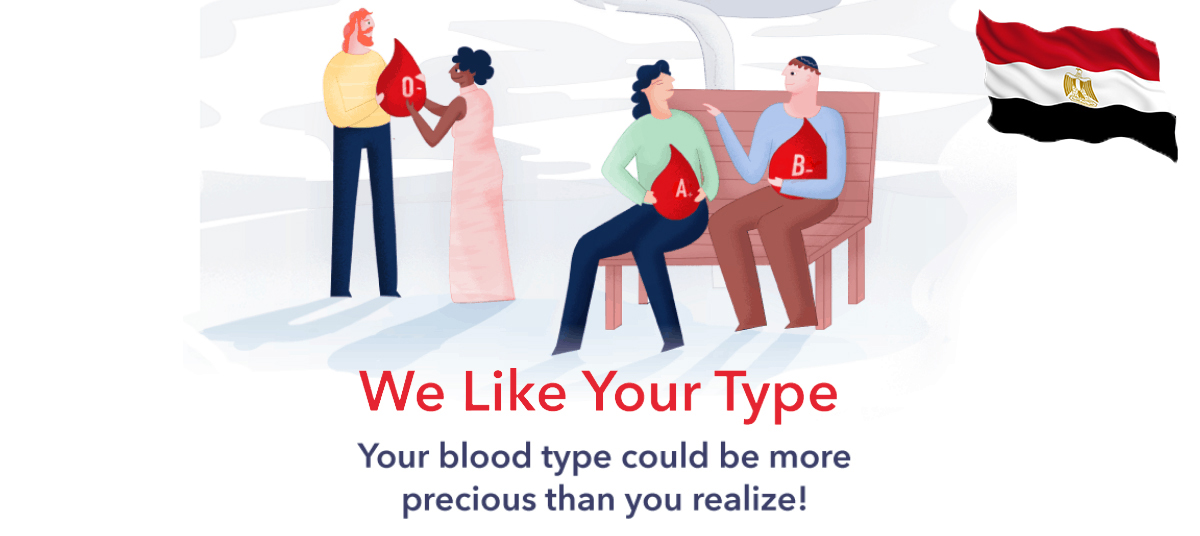 O-
A+
B-
We Like Your Type
Your blood type could be more
precious than you realize!